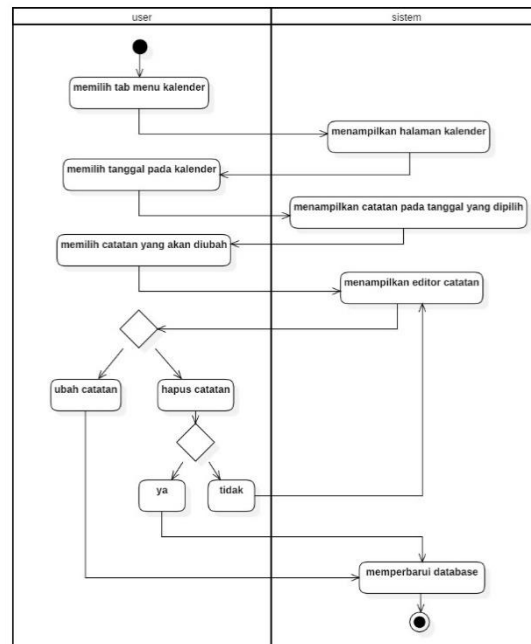 user
sistem
memilih tab menu kalender
menampilkan halaman kalender
memilih tanggal pada kalender
menampilkan catatan pada tanggal yang dipilih
memilih catatan yang akan diubah
menampilkan editor catatan
ubah catatan
hapus catatan
ya
tidak
memperbarui database